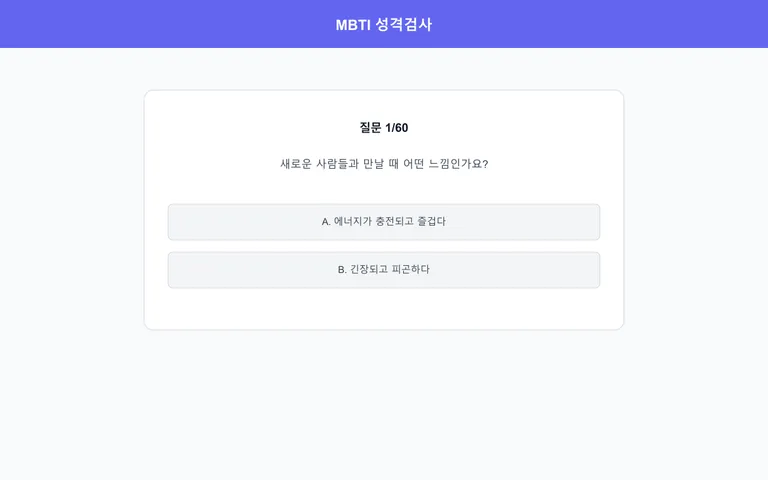 MBTI 성격검사
질문 1/60
새로운 사람들과 만날 때 어떤 느낌인가요?
A. 에너지가 충전되고 즐겁다
B. 긴장되고 피곤하다